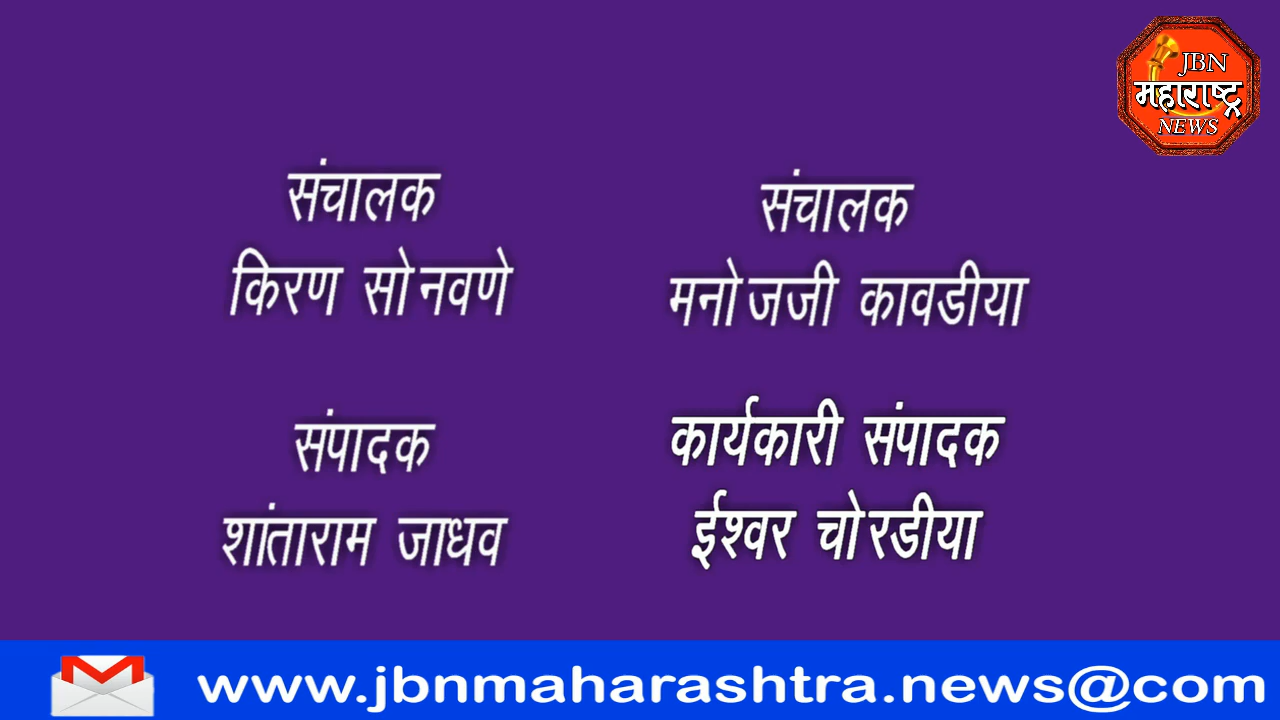 JBN
महाराष्ट्र
NEWS
संचालक
किरण सोनवणे
संचालक
मनोजजी कावडीया
संपादक
शांताराम जाधव
कार्यकारी संपादक
ईश्वर चोरडीया
www.jbnmaharashtra.news@com